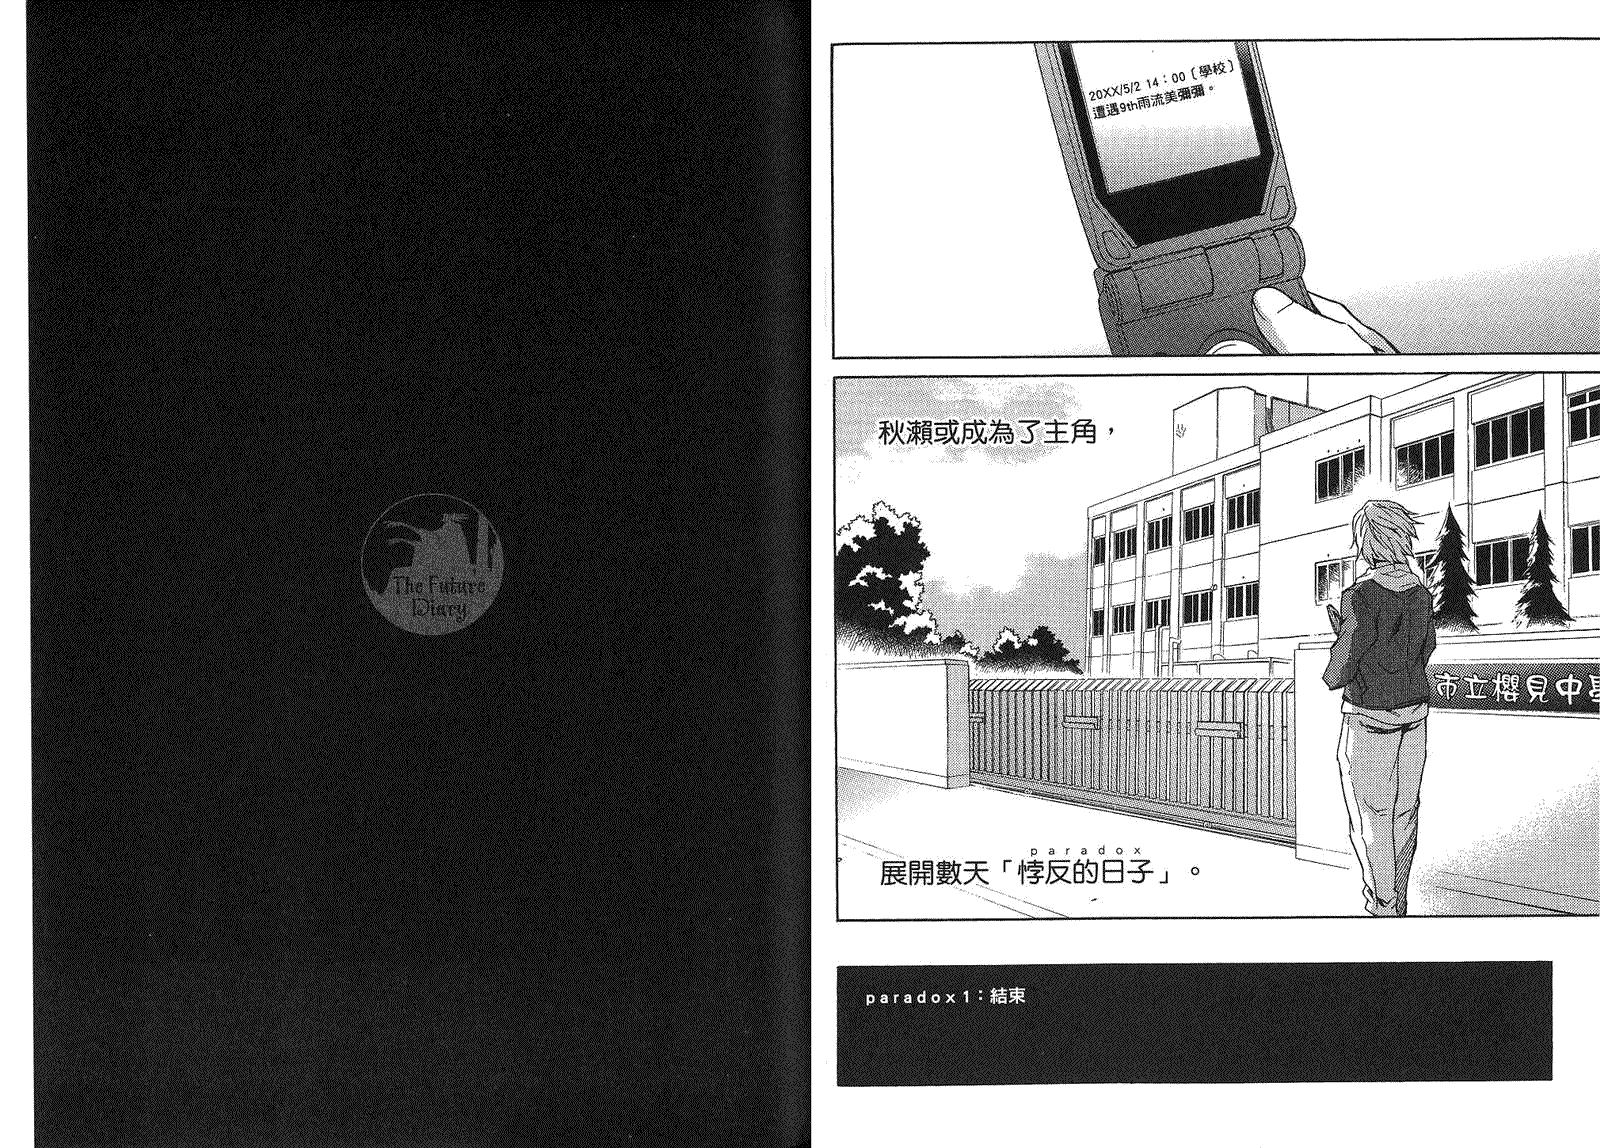 20XX/5/2 14：00〔學校〕
遭遇9th雨流美彌彌。
秋瀨或成為了主角，
市立櫻見中學
paradox
展開數天「悖反的日子」。
paradox1：結束
The Future
Diary